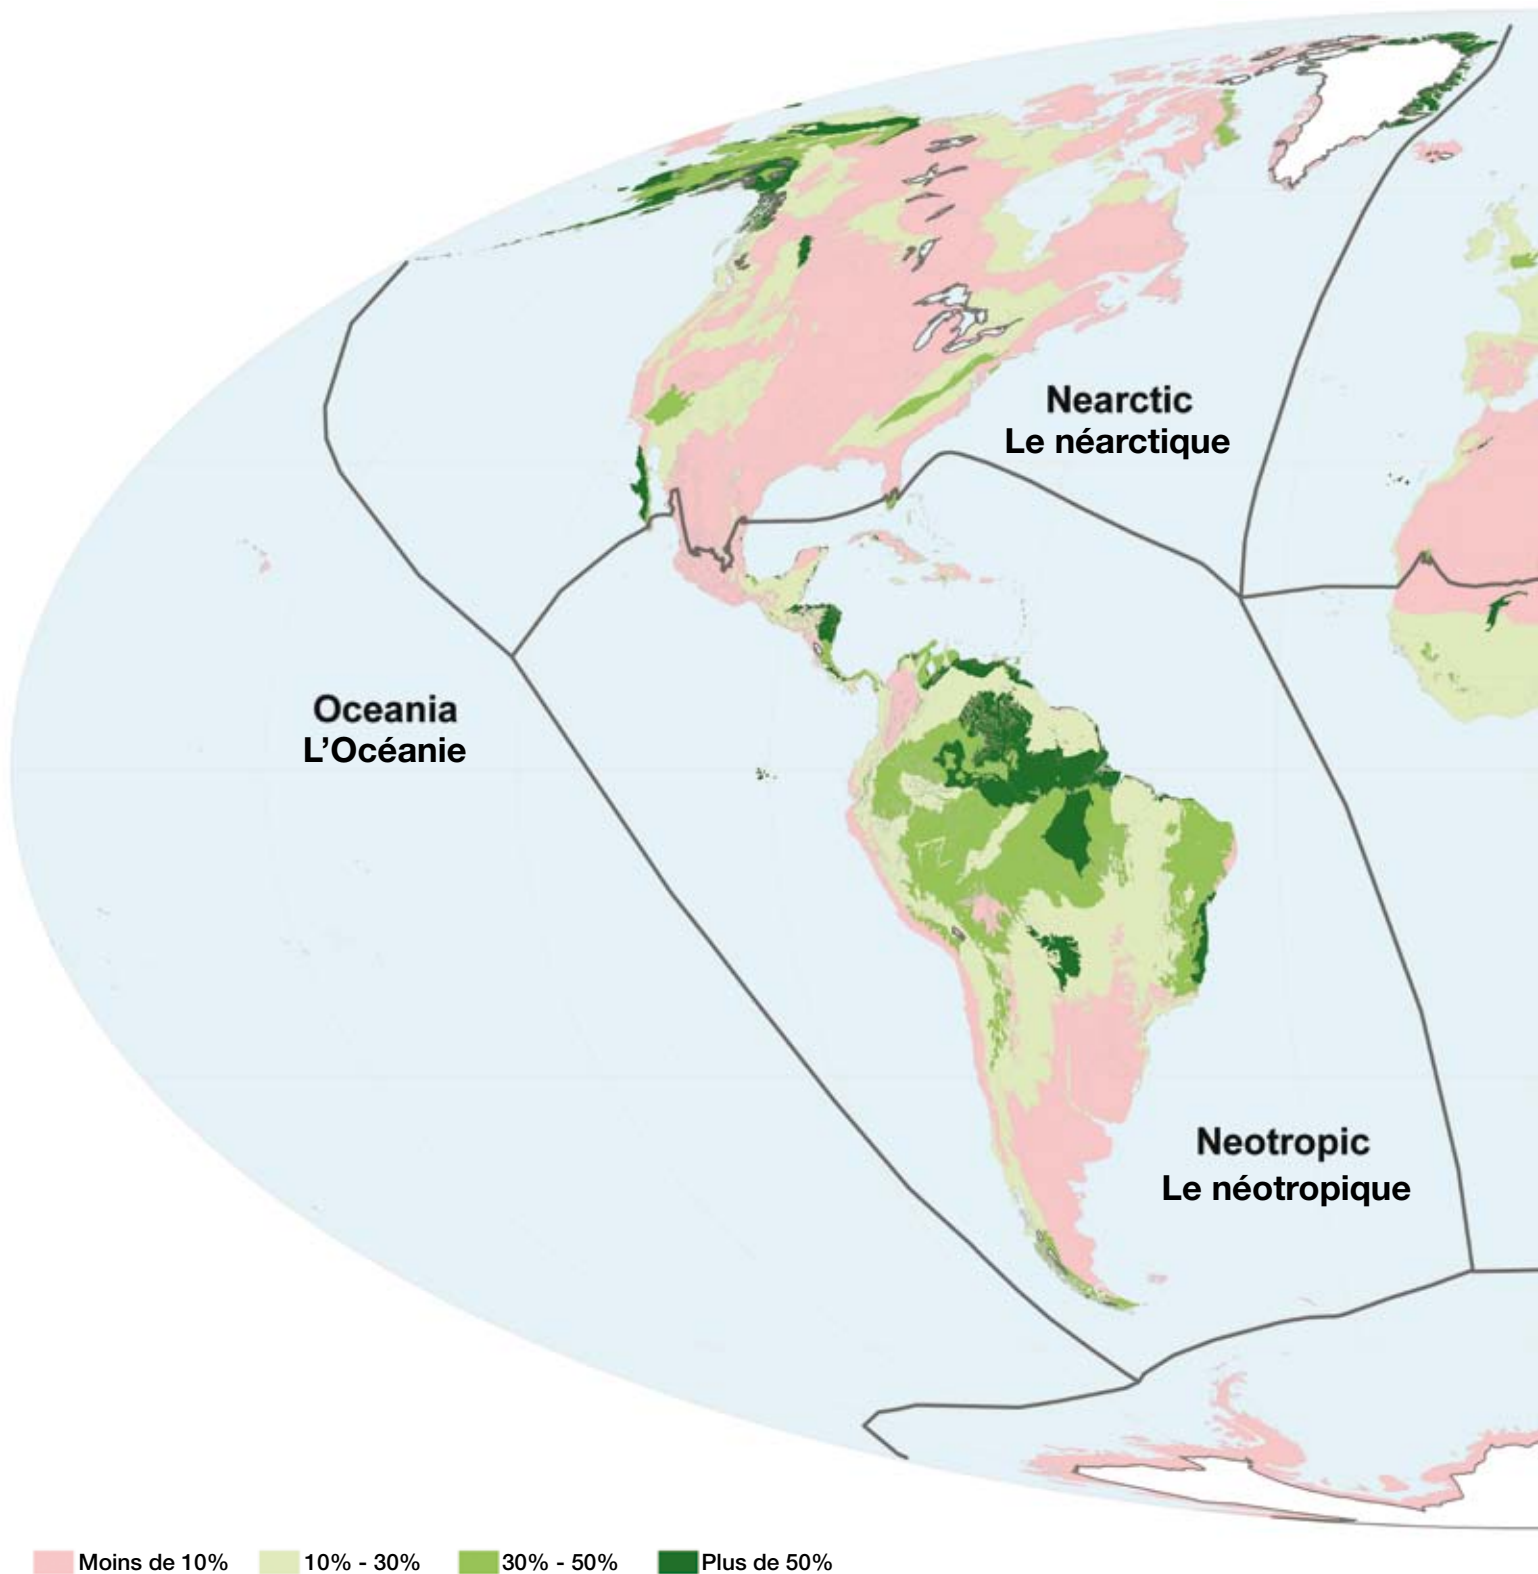 Nearctic
Le néarctique
Oceania
L'Océanie
Neotropic
Le néotropique
Moins de 10%
10% - 30%
30% - 50%
Plus de 50%